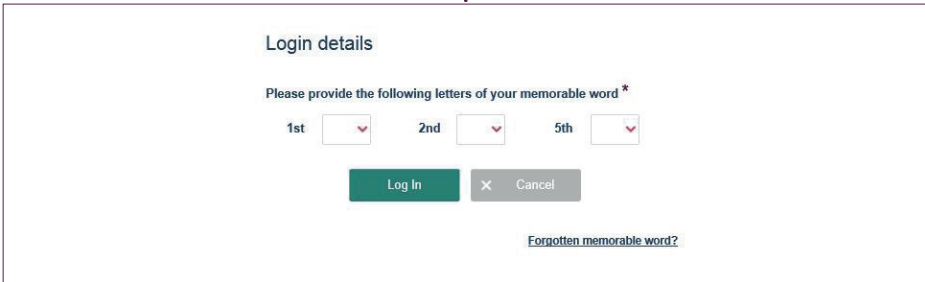 Login details
Please provide the following letters of your memorable word *
1st 2nd 5th
Log In Cancel
Forgotten memorable word?